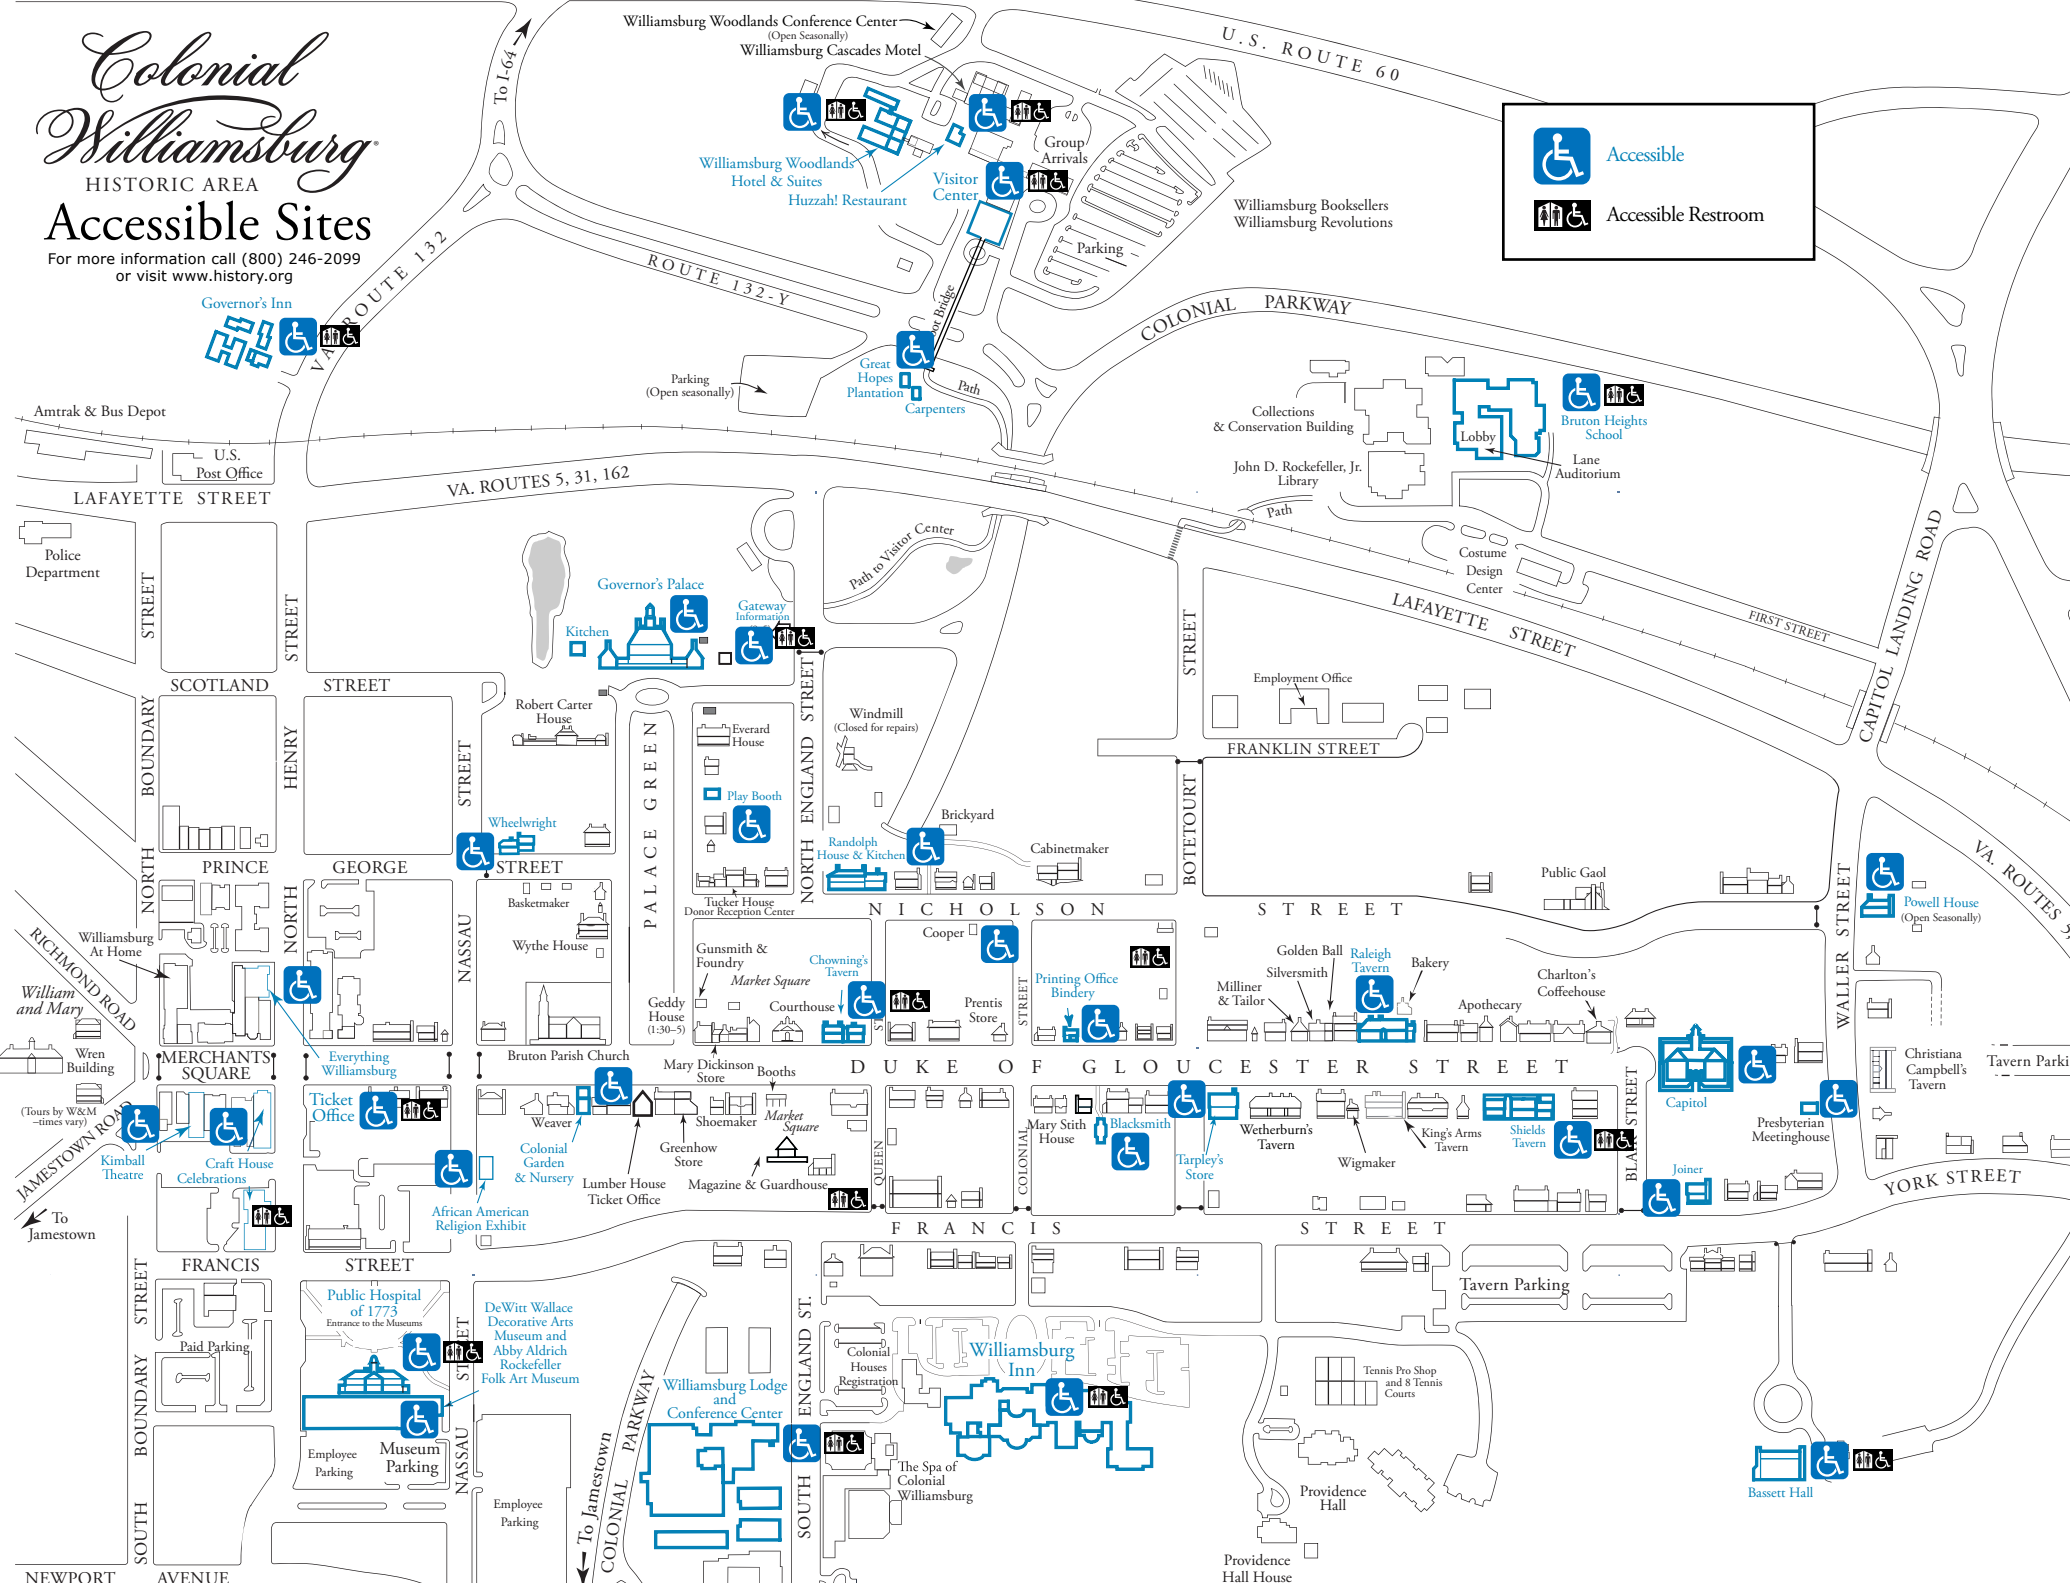 Colonial
Williamsburg®
HISTORIC AREA
Accessible Sites
For more information call (800) 246-2099
or visit www.history.org
To I-64
Williamsburg Woodlands Conference Center
(Open Seasonally)
Williamsburg Cascades Motel
U.S. ROUTE 60
Accessible
Accessible Restroom
Group
Arrivals
Williamsburg Woodlands
Hotel & Suites
Huzzah! Restaurant
Visitor
Center
Williamsburg Booksellers
Williamsburg Revolutions
Parking
VA ROUTE 132
ROUTE 132-Y
Governor's Inn
Bridge
COLONIAL PARKWAY
Great
Hopes
Plantation
Carpenters
Path
Parking
(Open seasonally)
Amtrak & Bus Depot
U.S.
Post Office
LAFAYETTE STREET
VA. ROUTES 5, 31, 162
Collections
& Conservation Building
Lobby
Bruton Heights
School
Lane
Auditorium
John D. Rockefeller, Jr.
Library
Path
Path to Visitor Center
Police
Department
Costume
Design
Center
FIRST STREET
LAFAYETTE STREET
CAPITOL LANDING ROAD
Governor's Palace
Kitchen
Gateway
Information
STREET
STREET
STREET
SCOTLAND STREET
Robert Carter
House
Everard
House
Windmill
(Closed for repairs)
Employment Office
FRANKLIN STREET
NORTH BOUNDARY
NORTH HENRY
NASSAU STREET
PALACE GREEN
NORTH ENGLAND STREET
BOTETOURT
Play Booth
Wheelwright
Brickyard
Randolph
House & Kitchen
Cabinetmaker
PRINCE GEORGE STREET
Public Gaol
VA. ROUTES 5,
WALLER STREET
Powell House
(Open Seasonally)
Basketmaker
Tucker House
Donor Reception Center
NICHOLSON STREET
RICHMOND ROAD
Williamsburg
At Home
Wythe House
Gunsmith &
Foundry
Market Square
Chowning's
Tavern
Cooper
Golden Ball
Silversmith
Raleigh
Tavern
Bakery
Milliner
& Tailor
Charlton's
Coffeehouse
Printing Office
Bindery
William
and Mary
Geddy
House
(1:30–5)
Courthouse
Prentis
Store
STREET
Apothecary
Wren
Building
MERCHANTS
SQUARE
Everything
Williamsburg
Bruton Parish Church
Mary Dickinson
Store
Booths
DUKE OF GLOUCESTER STREET
Christiana
Campbell's
Tavern
Tavern Parki
(Tours by W&M
–times vary)
JAMESTOWN ROAD
Ticket
Office
Weaver
Shoemaker
Market
Square
Mary Stith
House
Blacksmith
Wetherburn's
Tavern
King's Arms
Tavern
Shields
Tavern
Capitol
Presbyterian
Meetinghouse
Kimball
Theatre
Craft House
Celebrations
Colonial
Garden
& Nursery
Greenhow
Store
Lumber House
Ticket Office
Magazine & Guardhouse
QUEEN
COLONIAL
Tarpley's
Store
Wigmaker
Joiner
YORK STREET
To
Jamestown
African American
Religion Exhibit
FRANCIS STREET
FRANCIS STREET
Public Hospital
of 1773
Entrance to the Museums
DeWitt Wallace
Decorative Arts
Museum and
Abby Aldrich
Rockefeller
Folk Art Museum
Paid Parking
Tavern Parking
Colonial
Houses
Registration
Williamsburg
Inn
Tennis Pro Shop
and 8 Tennis
Courts
Williamsburg Lodge
and
Conference Center
Employee
Parking
Museum
Parking
The Spa of
Colonial
Williamsburg
Employee
Parking
Providence
Hall
Bassett Hall
To Jamestown
COLONIAL PARKWAY
SOUTH ENGLAND ST.
SOUTH BOUNDARY STREET
NASSAU
Providence
Hall House
NEWPORT AVENUE